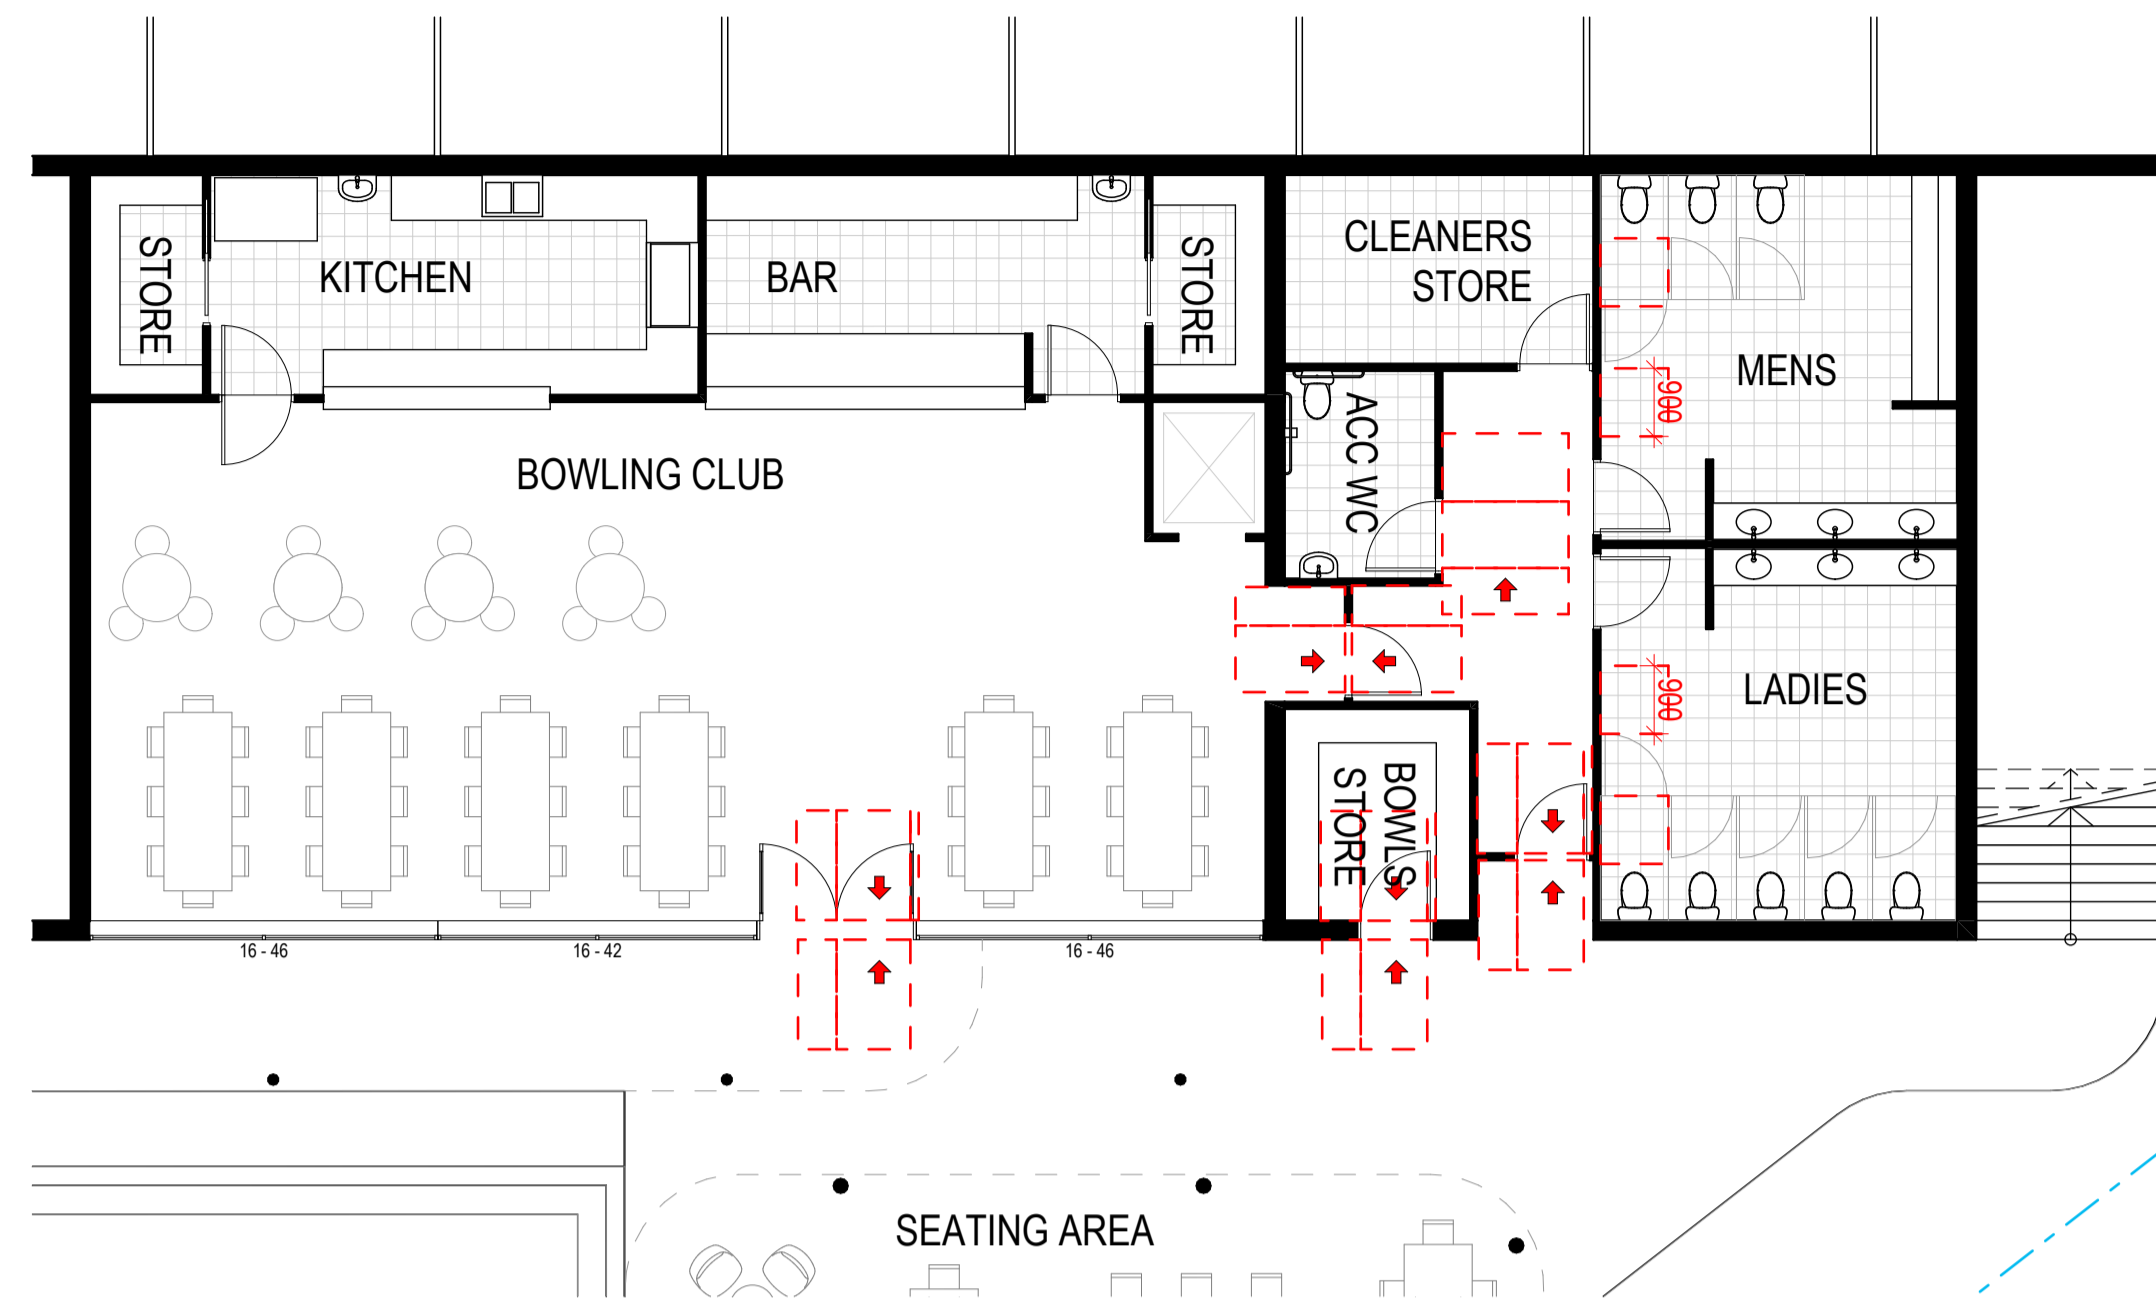 STORE
KITCHEN
BAR
STORE
CLEANERS
STORE
MENS
900
ACC WC
BOWLING CLUB
LADIES
900
BOWLS
STORE
16 - 46
16 - 42
16 - 46
SEATING AREA